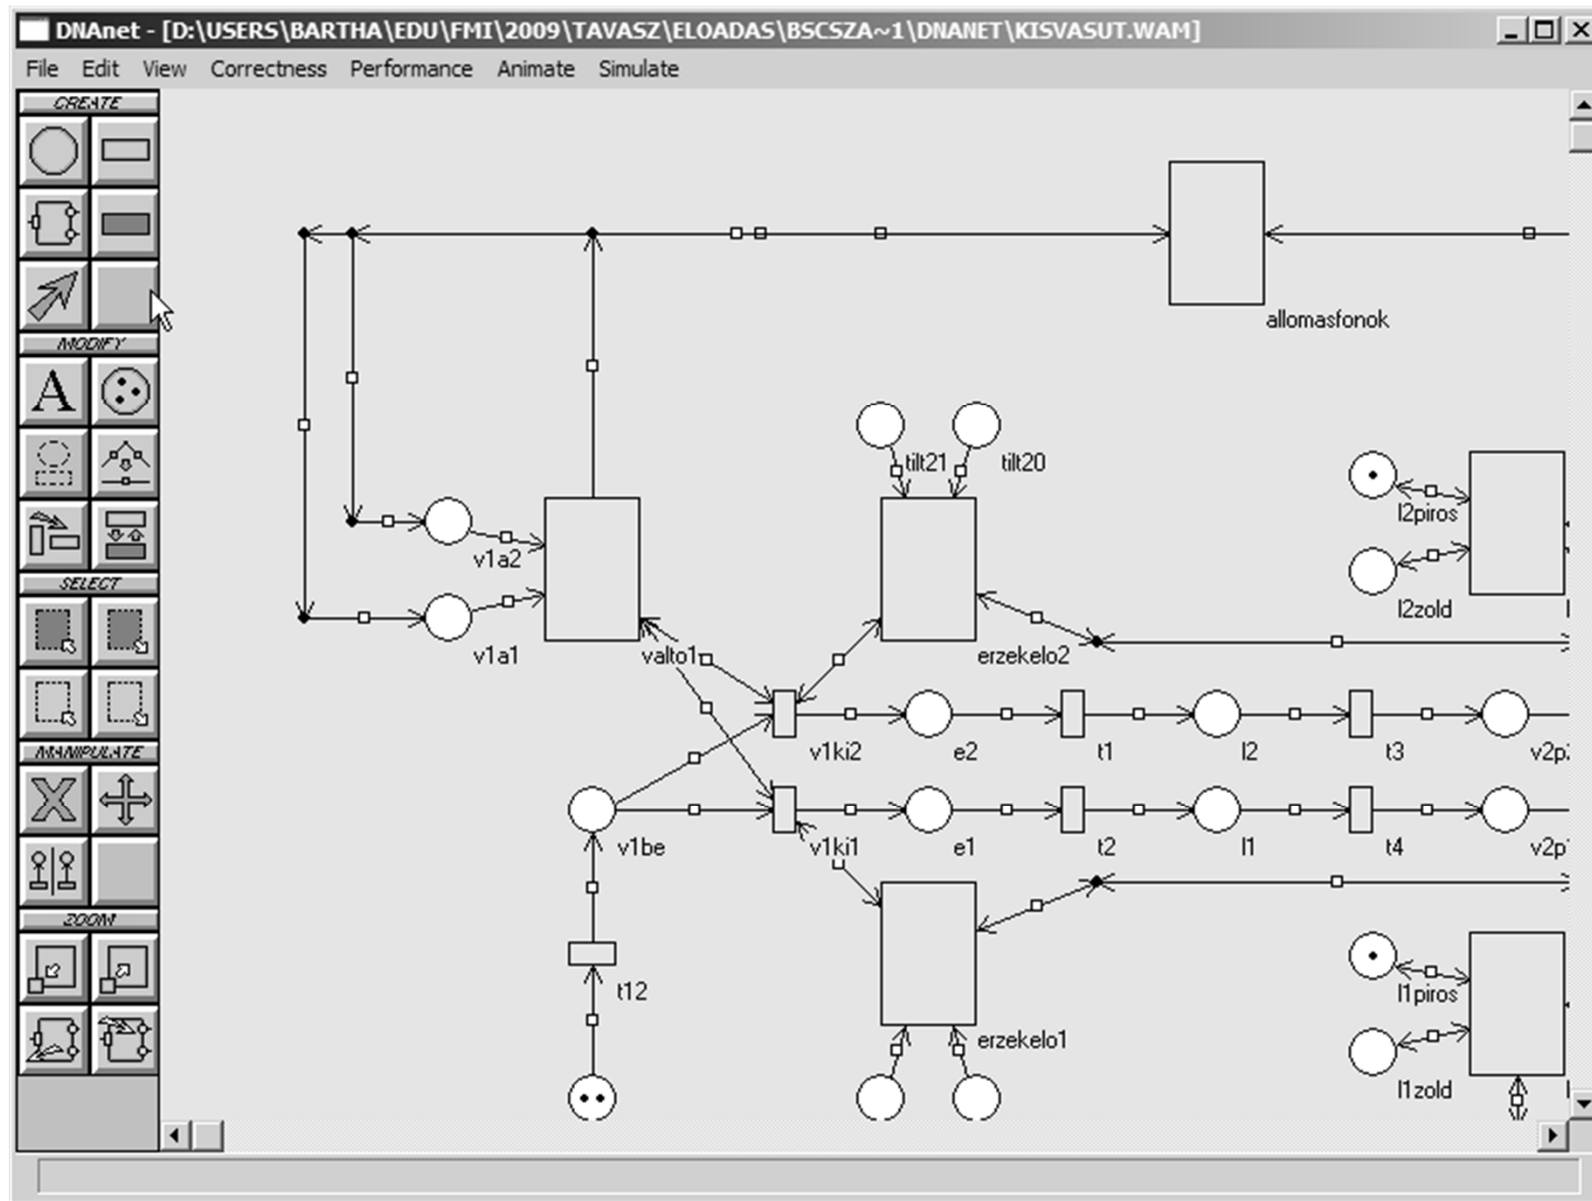 DNAnet - [D:\USERS\BARTHA\EDU\FMI\2009\TAVASZ\ELOADAS\BSCSZA~1\DNANET\KISVASUT.WAM]
File Edit View Correctness Performance Animate Simulate
CREATE
MODIFY
A
SELECT
MANIPULATE
ZOOM
allomasfonok
tilt21 tilt20
l2piros
v1a2
l2zold
v1a1 valto1 erzekelo2
v1ki2 e2 t1 l2 t3
v1be v1ki1 e1 t2 l1 t4
t12 l1piros
erzekelo1
l1zold